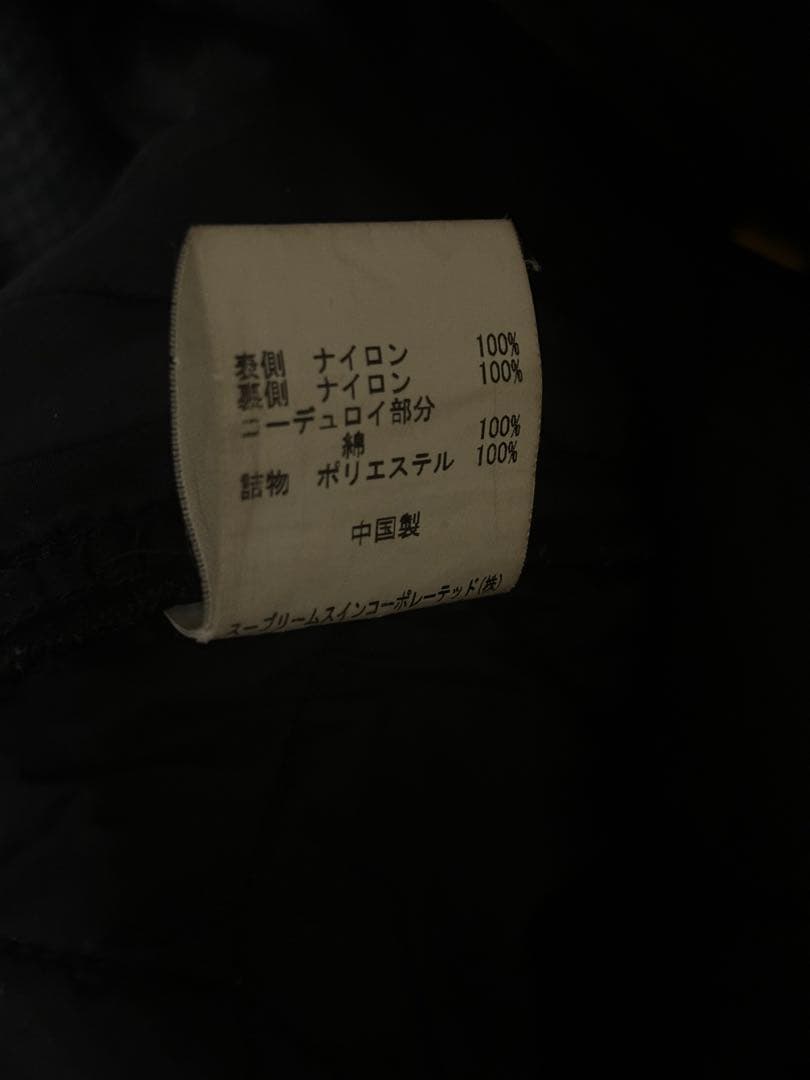 表側 ナイロン 100%
裏側 ナイロン 100%
コーデュロイ部分
綿 100%
詰物 ポリエステル 100%
中国製
スープリームスインコーポレーテッド(株)